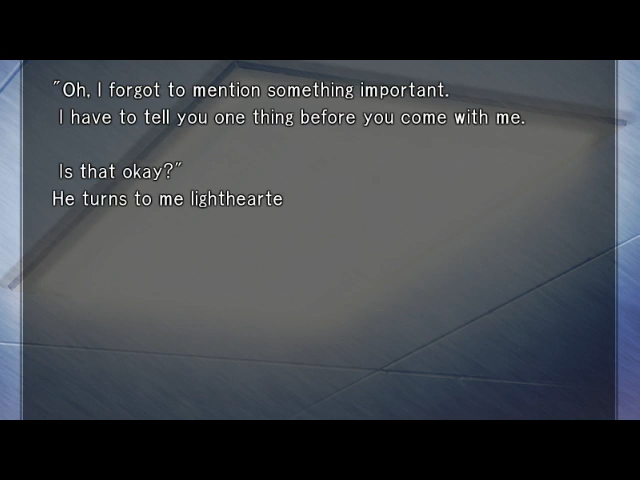 "Oh, I forgot to mention something important.
I have to tell you one thing before you come with me.
Is that okay?"
He turns to me lighthearte